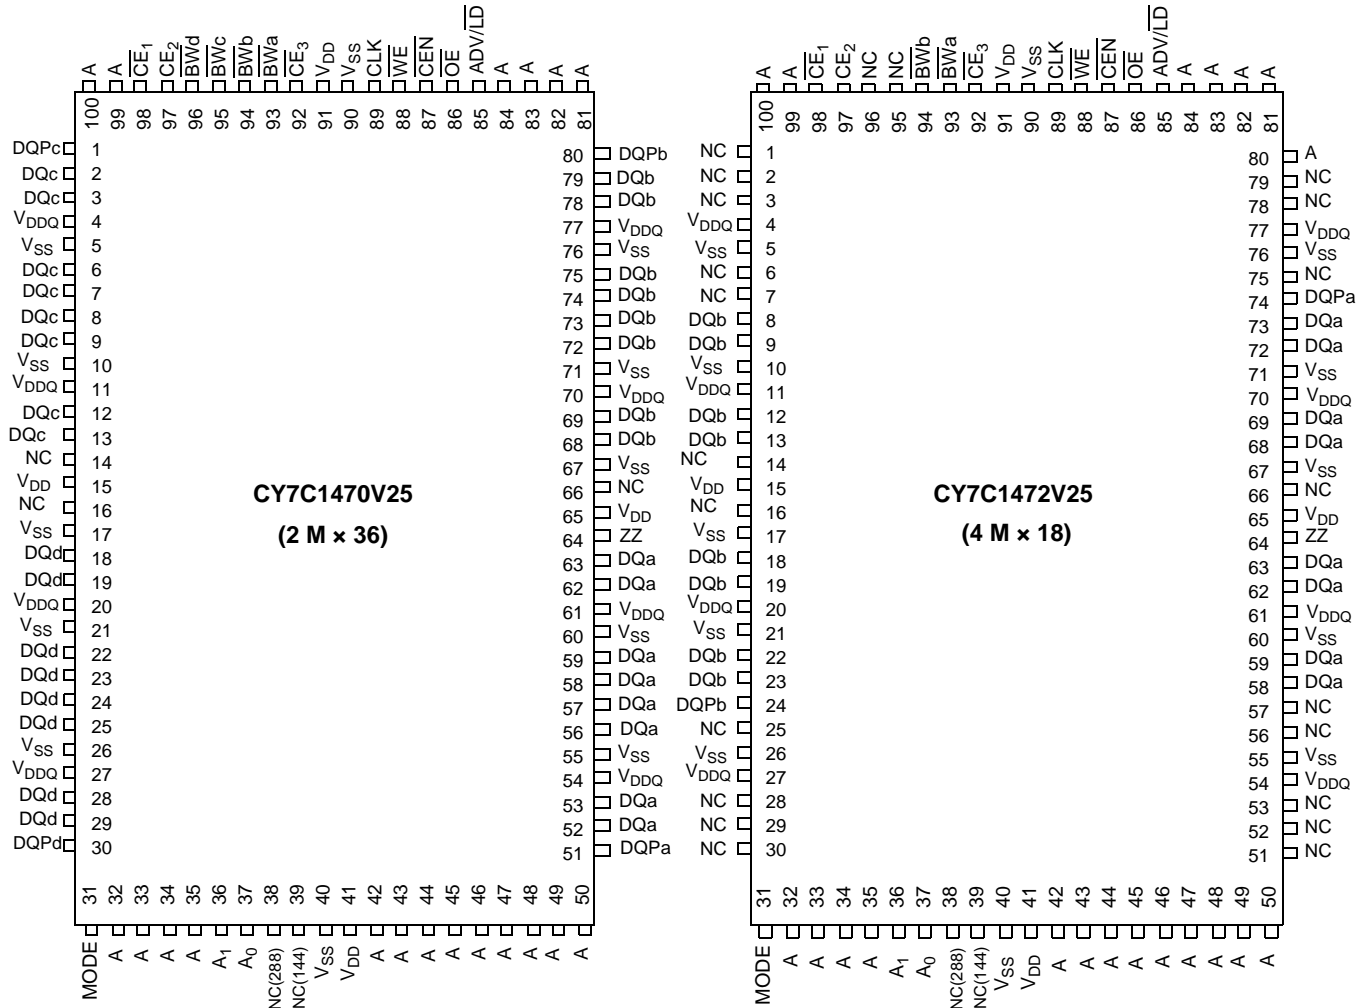 A A CE1 CE2 BWd BWc BWb BWa CE3 VDD VSS CLK WE CEN OE ADV/LD A A A A
100 99 98 97 96 95 94 93 92 91 90 89 88 87 86 85 84 83 82 81
DQPc 1
DQc 2
DQc 3
VDDQ 4
VSS 5
DQc 6
DQc 7
DQc 8
DQc 9
VSS 10
VDDQ 11
DQc 12
DQc 13
NC 14
VDD 15
NC 16
VSS 17
DQd 18
DQd 19
VDDQ 20
VSS 21
DQd 22
DQd 23
DQd 24
DQd 25
VSS 26
VDDQ 27
DQd 28
DQd 29
DQPd 30
CY7C1470V25
(2 M × 36)
80 DQPb
79 DQb
78 DQb
77 VDDQ
76 VSS
75 DQb
74 DQb
73 DQb
72 DQb
71 VSS
70 VDDQ
69 DQb
68 DQb
67 VSS
66 NC
65 VDD
64 ZZ
63 DQa
62 DQa
61 VDDQ
60 VSS
59 DQa
58 DQa
57 DQa
56 DQa
55 VSS
54 VDDQ
53 DQa
52 DQa
51 DQPa
31 32 33 34 35 36 37 38 39 40 41 42 43 44 45 46 47 48 49 50
MODE A A A A A1 A0 NC(288) NC(144) VSS VDD A A A A A A A A A
A A CE1 CE2 NC NC BWb BWa CE3 VDD VSS CLK WE CEN OE ADV/LD A A A A
100 99 98 97 96 95 94 93 92 91 90 89 88 87 86 85 84 83 82 81
NC 1
NC 2
NC 3
VDDQ 4
VSS 5
NC 6
NC 7
DQb 8
DQb 9
VSS 10
VDDQ 11
DQb 12
DQb 13
NC 14
VDD 15
NC 16
VSS 17
DQb 18
DQb 19
VDDQ 20
VSS 21
DQb 22
DQb 23
DQPb 24
NC 25
VSS 26
VDDQ 27
NC 28
NC 29
NC 30
CY7C1472V25
(4 M × 18)
80 A
79 NC
78 NC
77 VDDQ
76 VSS
75 NC
74 DQPa
73 DQa
72 DQa
71 VSS
70 VDDQ
69 DQa
68 DQa
67 VSS
66 NC
65 VDD
64 ZZ
63 DQa
62 DQa
61 VDDQ
60 VSS
59 DQa
58 DQa
57 NC
56 NC
55 VSS
54 VDDQ
53 NC
52 NC
51 NC
31 32 33 34 35 36 37 38 39 40 41 42 43 44 45 46 47 48 49 50
MODE A A A A A1 A0 NC(288) NC(144) VSS VDD A A A A A A A A A